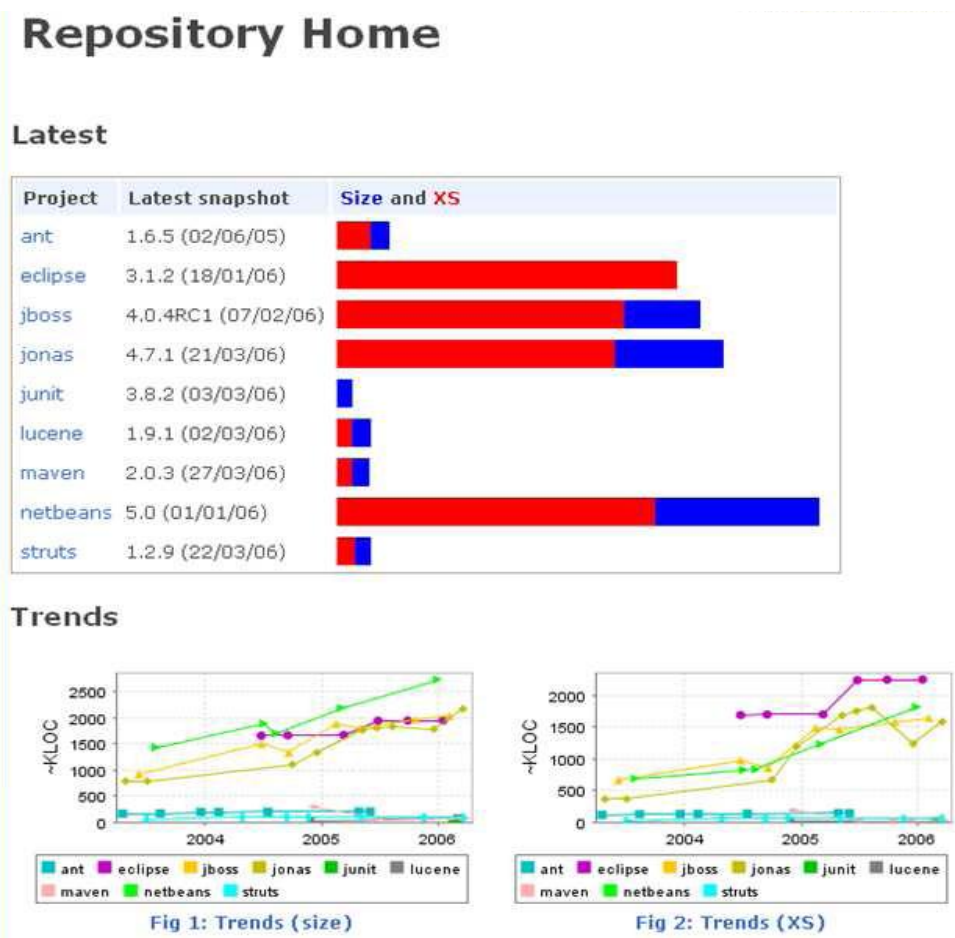 Repository Home
Latest
Project Latest snapshot Size and XS
ant 1.6.5 (02/06/05)
eclipse 3.1.2 (18/01/06)
jboss 4.0.4RC1 (07/02/06)
jonas 4.7.1 (21/03/06)
junit 3.8.2 (03/03/06)
lucene 1.9.1 (02/03/06)
maven 2.0.3 (27/03/06)
netbeans 5.0 (01/01/06)
struts 1.2.9 (22/03/06)
Trends
~KLOC
2500
2000
1500
1000
500
0
2004 2005 2006
ant eclipse jboss jonas junit lucene
maven netbeans struts
Fig 1: Trends (size)
~KLOC
2000
1500
1000
500
0
2004 2005 2006
ant eclipse jboss jonas junit lucene
maven netbeans struts
Fig 2: Trends (XS)